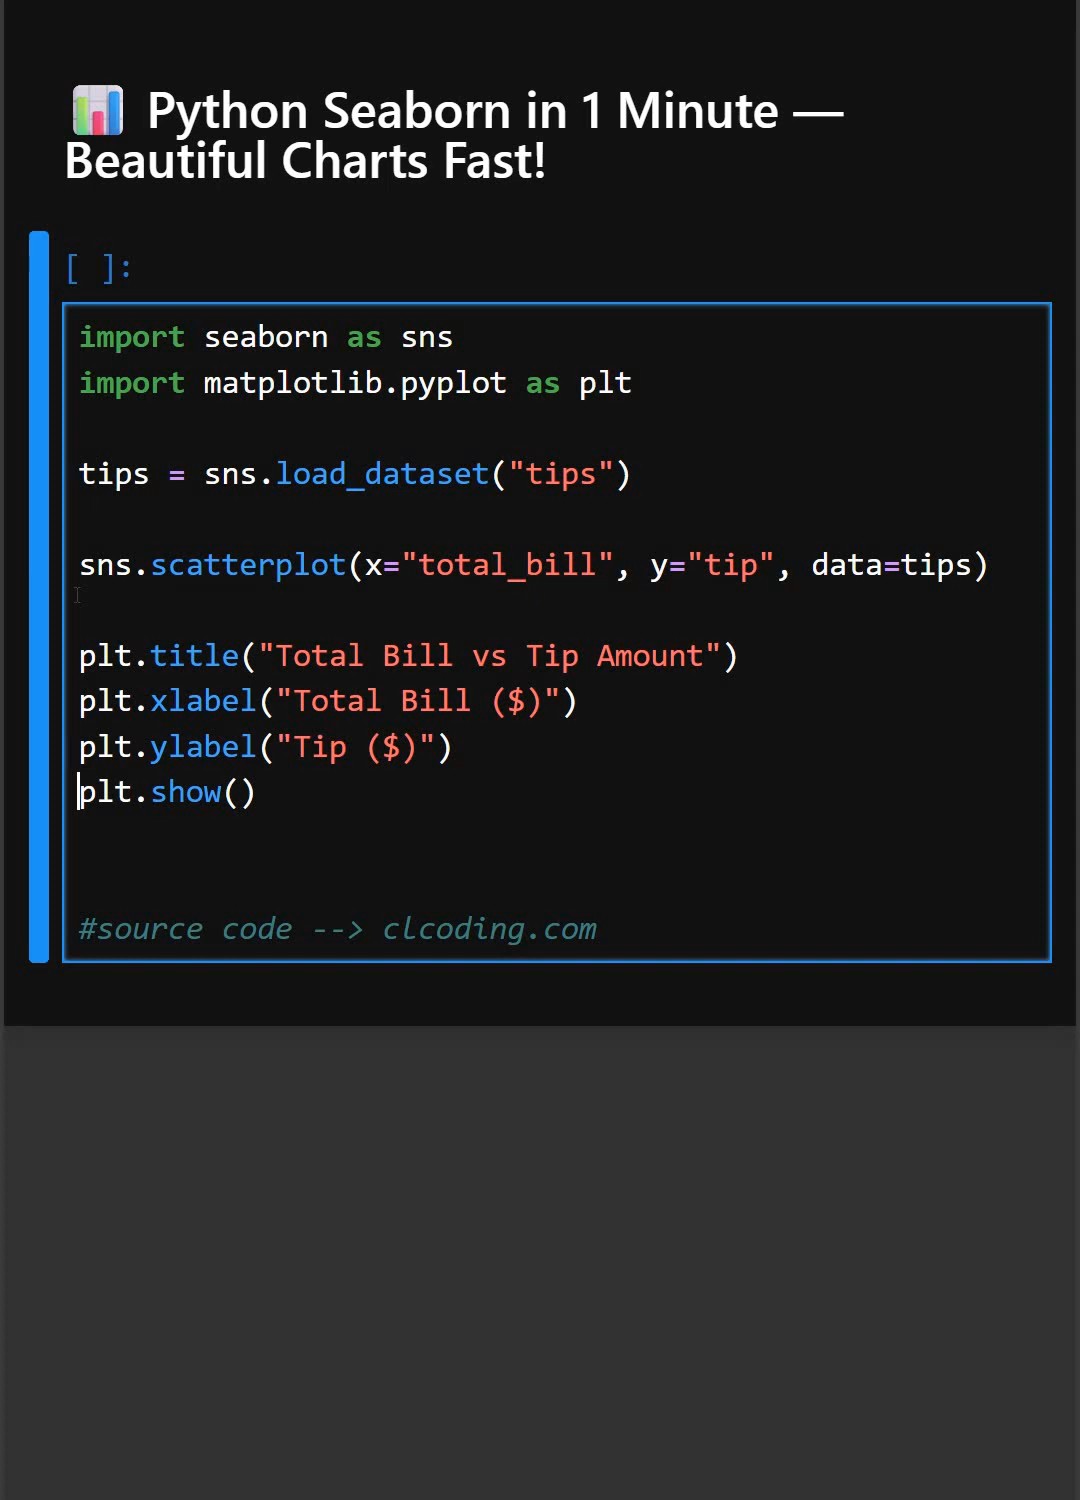 📊 Python Seaborn in 1 Minute —
Beautiful Charts Fast!
[ ]:
import seaborn as sns
import matplotlib.pyplot as plt
tips = sns.load_dataset("tips")
sns.scatterplot(x="total_bill", y="tip", data=tips)
plt.title("Total Bill vs Tip Amount")
plt.xlabel("Total Bill ($)")
plt.ylabel("Tip ($)")
plt.show()
#source code --> clcoding.com